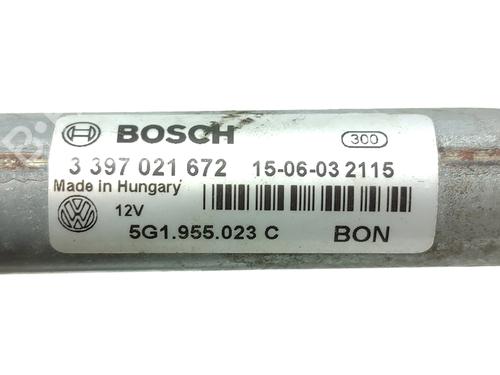 BOSCH
300
3 397 021 672 15-06-03 2115
Made in Hungary
12V
5G1.955.023 C BON